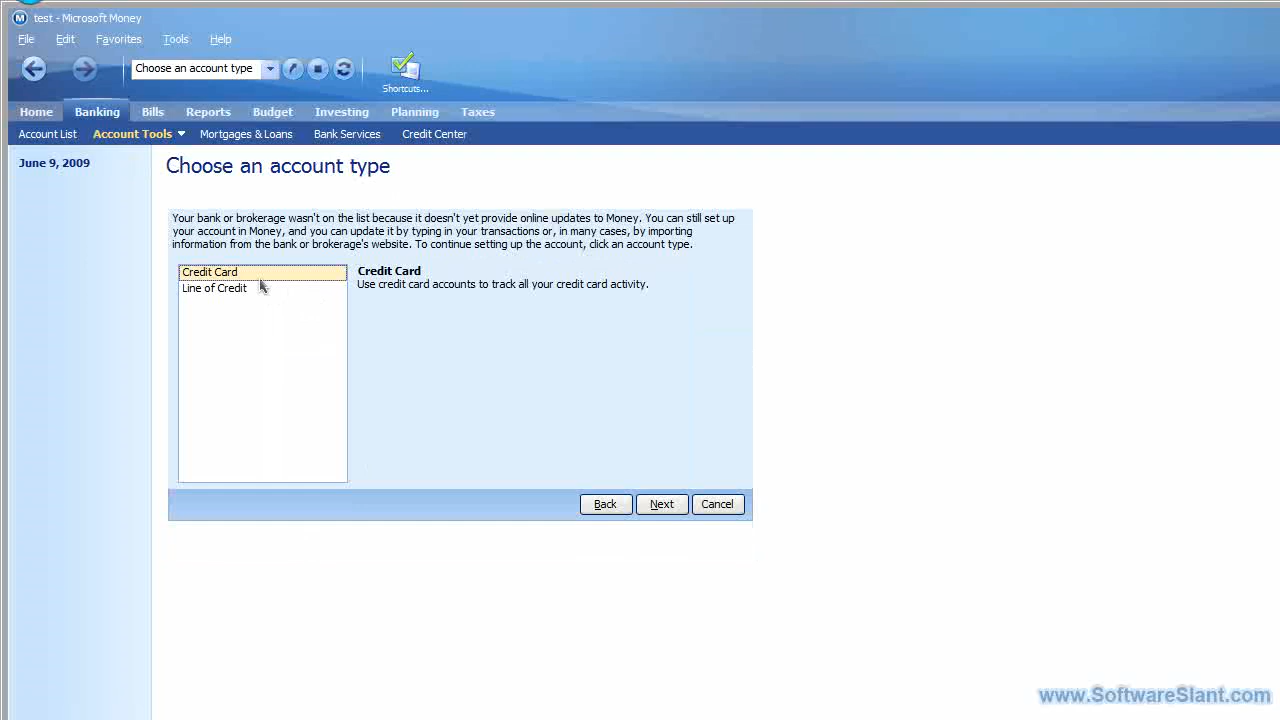 test - Microsoft Money
File Edit Favorites Tools Help
Choose an account type
Shortcuts...
Home Banking Bills Reports Budget Investing Planning Taxes
Account List Account Tools Mortgages & Loans Bank Services Credit Center
June 9, 2009
Choose an account type
Your bank or brokerage wasn't on the list because it doesn't yet provide online updates to Money. You can still set up
your account in Money, and you can update it by typing in your transactions or, in many cases, by importing
information from the bank or brokerage's website. To continue setting up the account, click an account type.
Credit Card
Line of Credit
Credit Card
Use credit card accounts to track all your credit card activity.
Back Next Cancel
www.SoftwareSlant.com